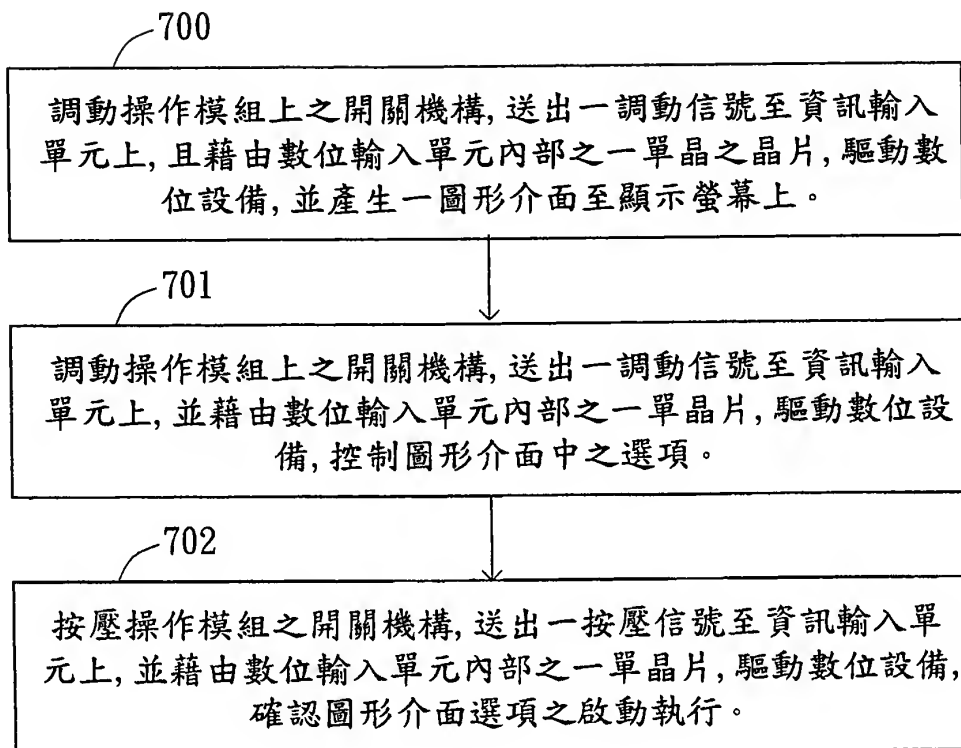 700
調動操作模組上之開關機構, 送出一調動信號至資訊輸入
單元上, 且藉由數位輸入單元內部之一單晶之晶片, 驅動數
位設備, 並產生一圖形介面至顯示螢幕上。
701
調動操作模組上之開關機構, 送出一調動信號至資訊輸入
單元上, 並藉由數位輸入單元內部之一單晶片, 驅動數位設
備, 控制圖形介面中之選項。
702
按壓操作模組之開關機構, 送出一按壓信號至資訊輸入單
元上, 並藉由數位輸入單元內部之一單晶片, 驅動數位設備,
確認圖形介面選項之啟動執行。